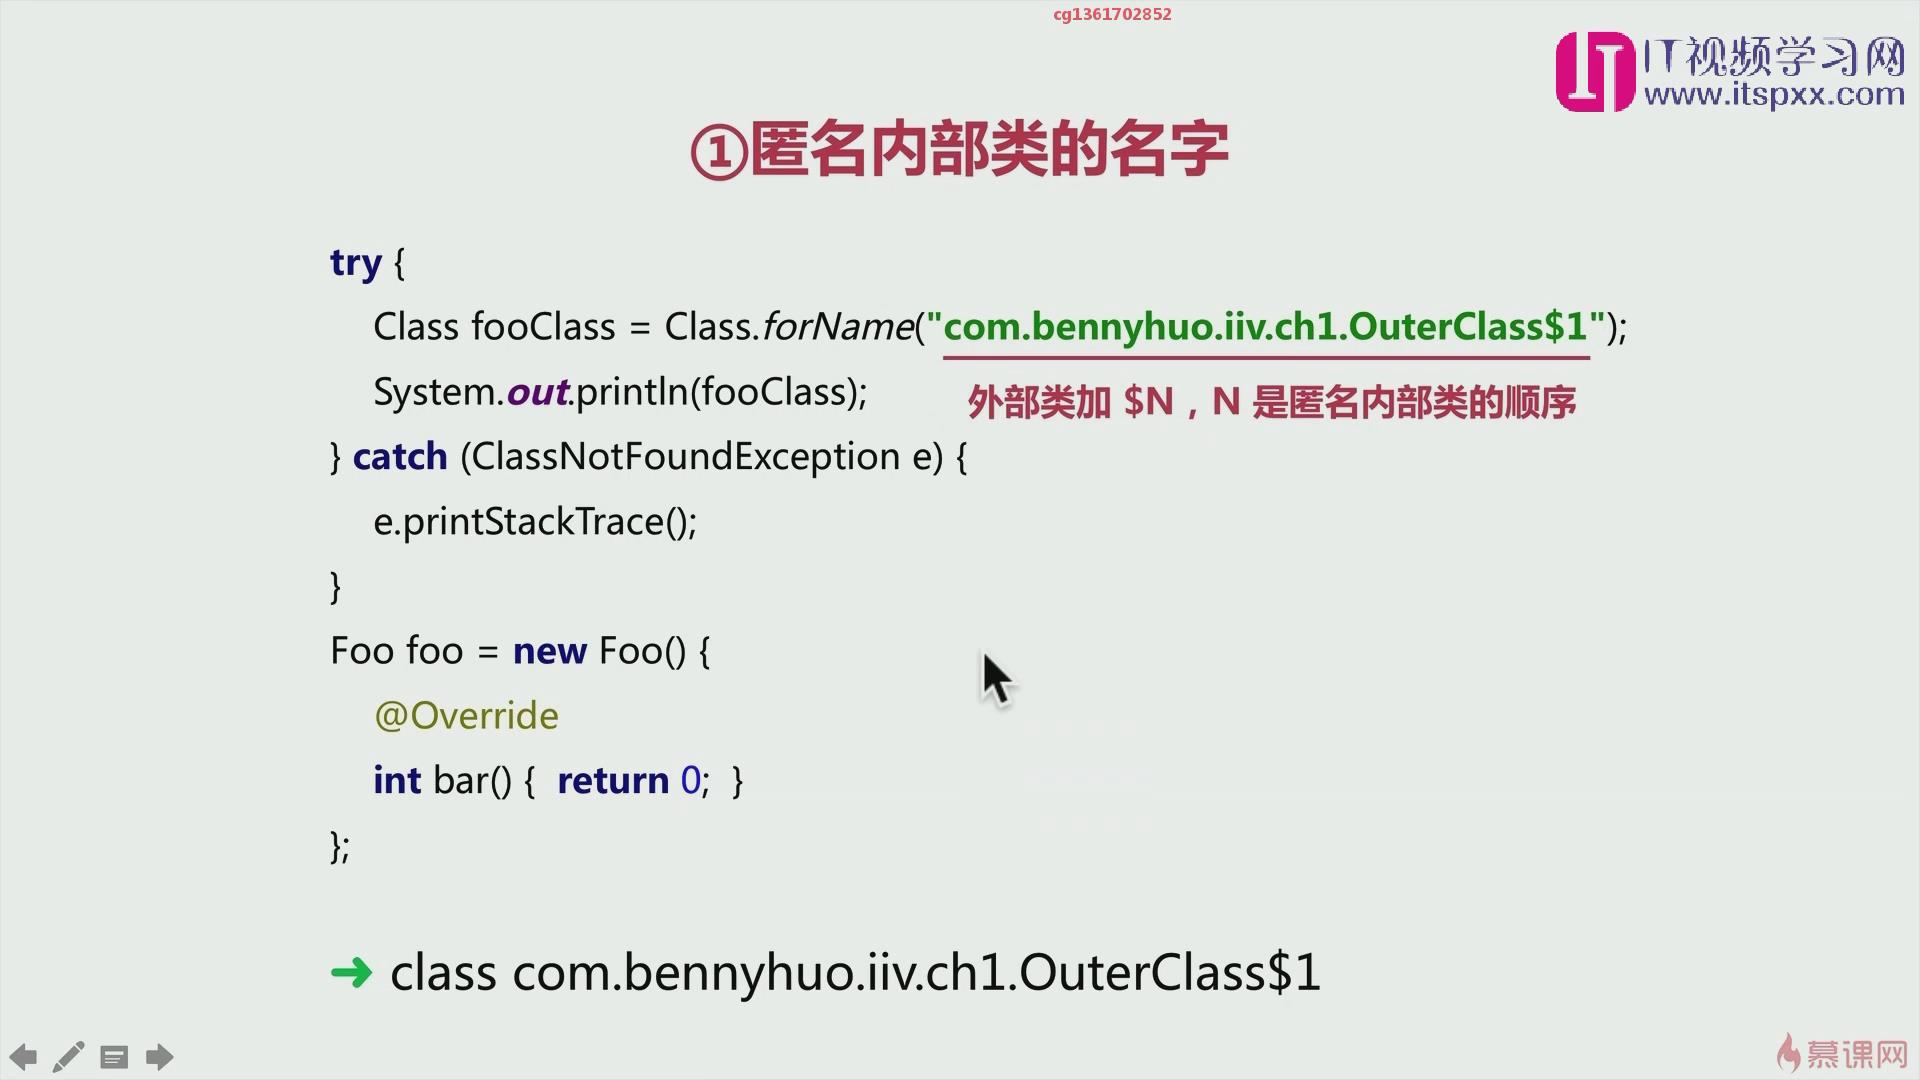 cg1361702852
IT视频学习网
www.itspxx.com
①匿名内部类的名字
try {
Class fooClass = Class.forName("com.bennyhuo.iiv.ch1.OuterClass$1");
System.out.println(fooClass);
外部类加 $N，N 是匿名内部类的顺序
} catch (ClassNotFoundException e) {
e.printStackTrace();
}
Foo foo = new Foo() {
@Override
int bar() { return 0; }
};
➜ class com.bennyhuo.iiv.ch1.OuterClass$1
慕课网